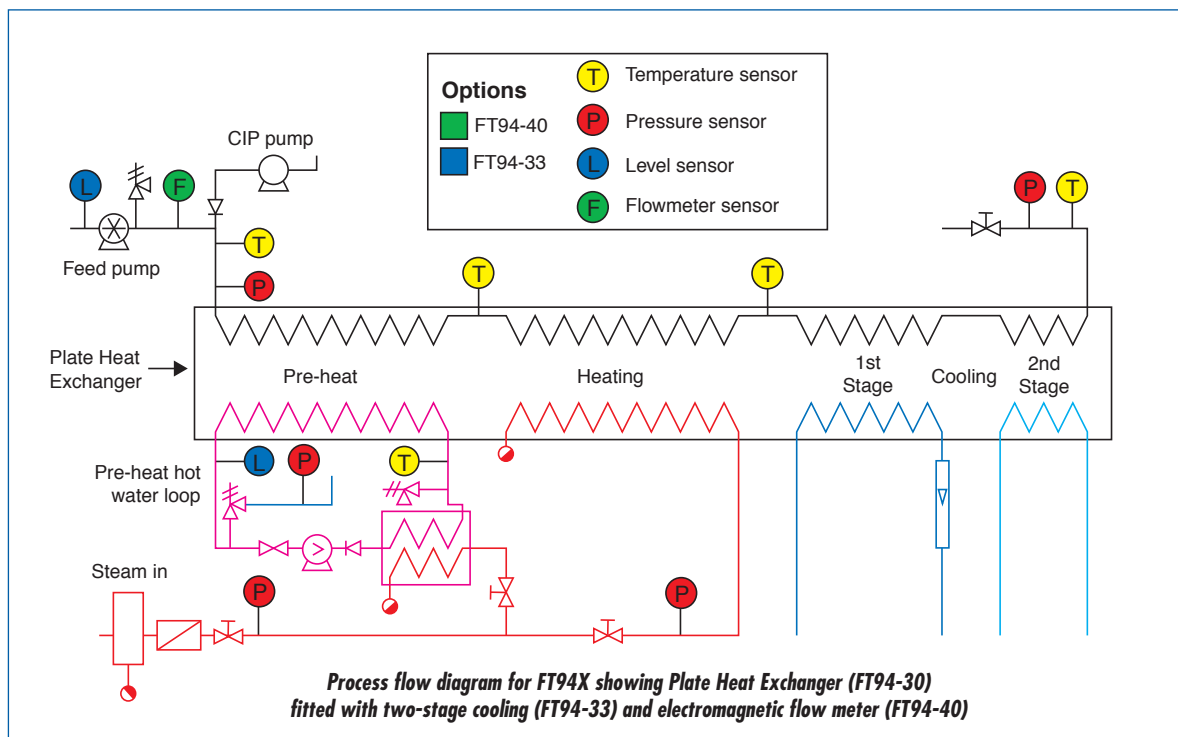 Options
FT94-40
FT94-33
T Temperature sensor
P Pressure sensor
L Level sensor
F Flowmeter sensor
CIP pump
L
F
Feed pump
T
P
P
T
T
T
Plate Heat
Exchanger
Pre-heat
Heating
1st
Stage
Cooling
2nd
Stage
L
P
T
Pre-heat hot
water loop
Steam in
P
P
Process flow diagram for FT94X showing Plate Heat Exchanger (FT94-30)
fitted with two-stage cooling (FT94-33) and electromagnetic flow meter (FT94-40)